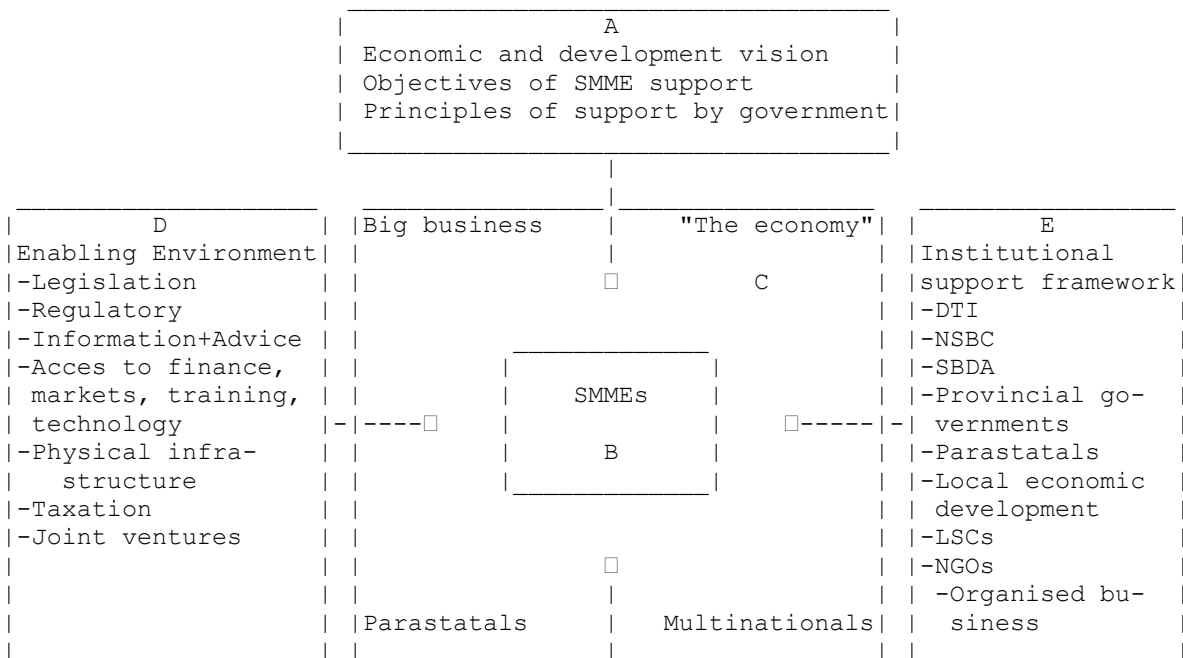 A
Economic and development vision
Objectives of SMME support
Principles of support by government
D
Enabling Environment
-Legislation
-Regulatory
-Information+Advice
-Acces to finance,
markets, training,
technology
-Physical infra-
structure
-Taxation
-Joint ventures
Big business
"The economy"
C
SMMEs
B
Parastatals
Multinationals
E
Institutional
support framework
-DTI
-NSBC
-SBDA
-Provincial go-
vernments
-Parastatals
-Local economic
development
-LSCs
-NGOs
-Organised bu-
siness